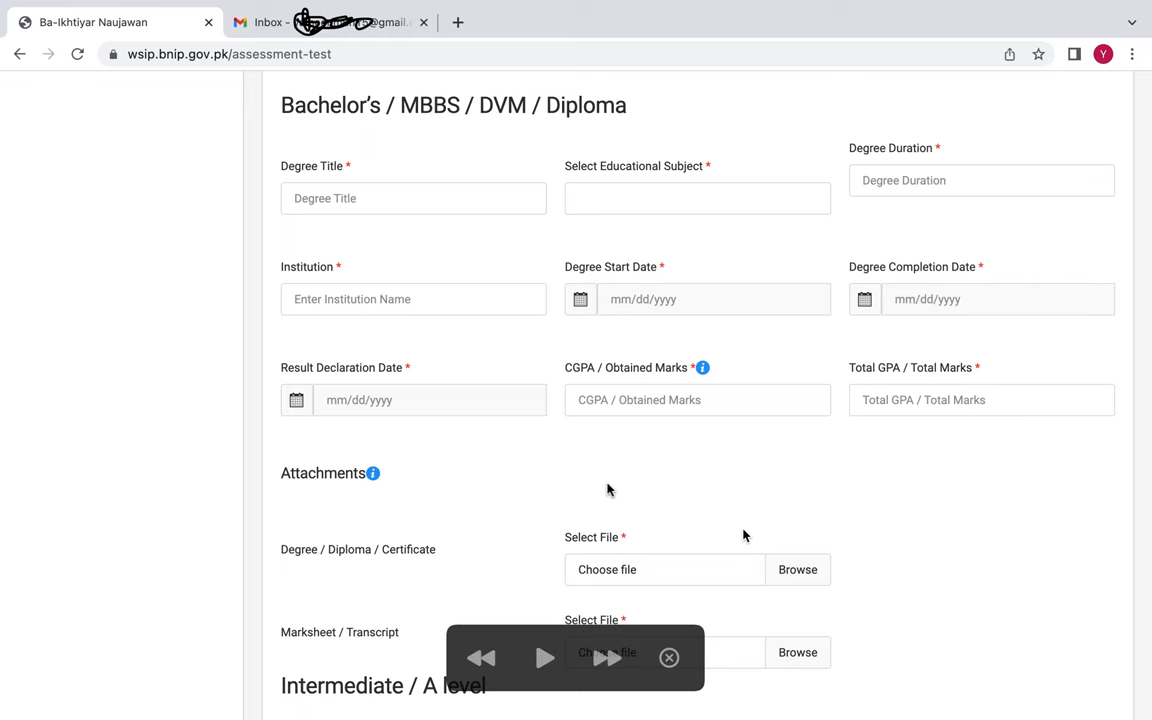 Ba-Ikhtiyar Naujawan
Inbox - @gmail.
wsip.bnip.gov.pk/assessment-test
Y
Bachelor's / MBBS / DVM / Diploma
Degree Title *
Select Educational Subject *
Degree Duration *
Degree Title
Degree Duration
Institution *
Degree Start Date *
Degree Completion Date *
Enter Institution Name
mm/dd/yyyy
mm/dd/yyyy
Result Declaration Date *
CGPA / Obtained Marks *
Total GPA / Total Marks *
mm/dd/yyyy
CGPA / Obtained Marks
Total GPA / Total Marks
Attachments
Degree / Diploma / Certificate
Select File *
Choose file
Browse
Marksheet / Transcript
Select File *
Choose file
Browse
Intermediate / A level